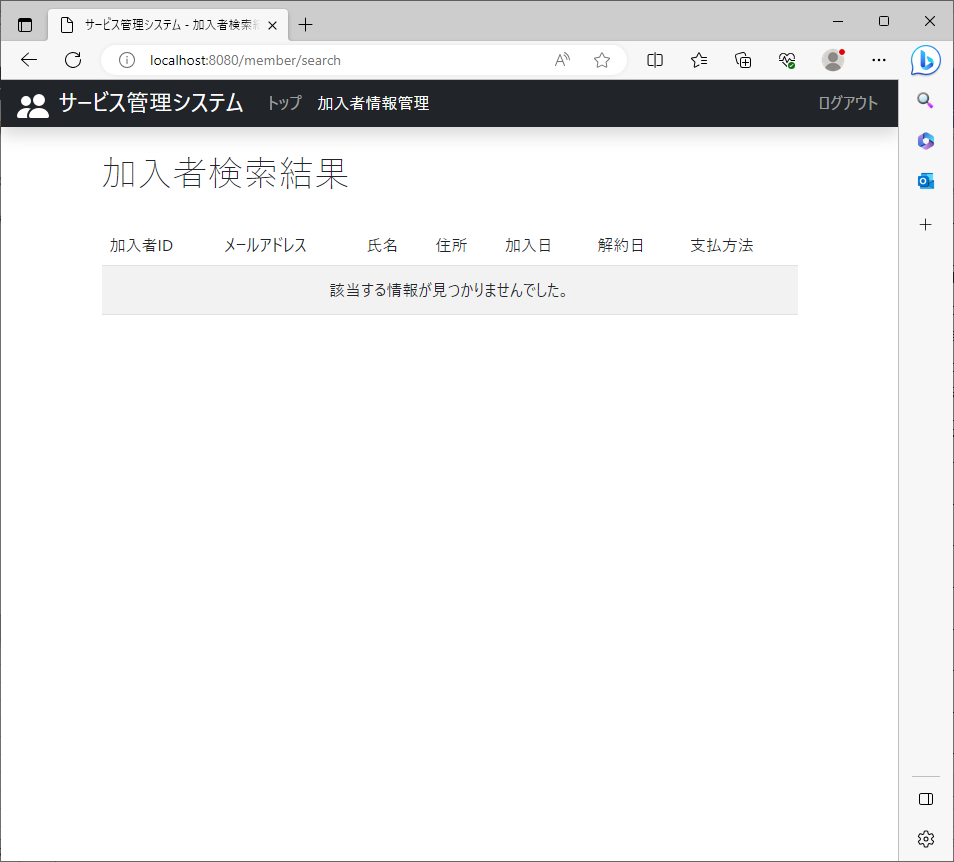 サービス管理システム - 加入者検索
localhost:8080/member/search
サービス管理システム トップ 加入者情報管理 ログアウト
加入者検索結果
加入者ID メールアドレス 氏名 住所 加入日 解約日 支払方法
該当する情報が見つかりませんでした。